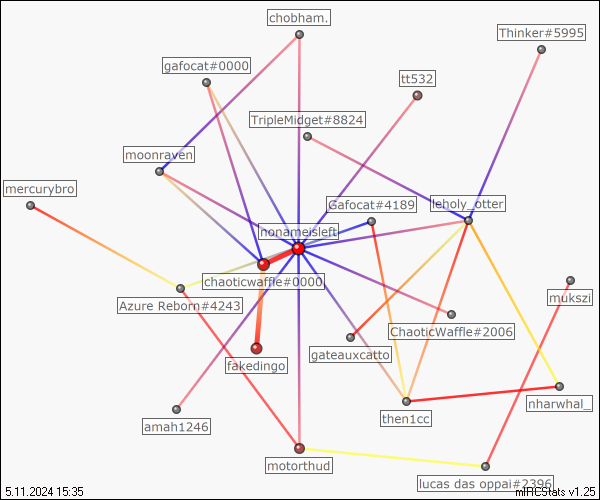 chobham.
Thinker#5995
gafocat#0000
tt532
TripleMidget#8824
moonraven
mercurybro
Gafocat#4189
leholy_otter
nonameisleft
chaoticwaffle#0000
mukszi
Azure Reborn#4243
ChaoticWaffle#2006
gateauxcatto
fakedingo
nharwhal_
then1cc
amah1246
motorthud
lucas das oppai#2396
5.11.2024 15:35
mIRCStats v1.25